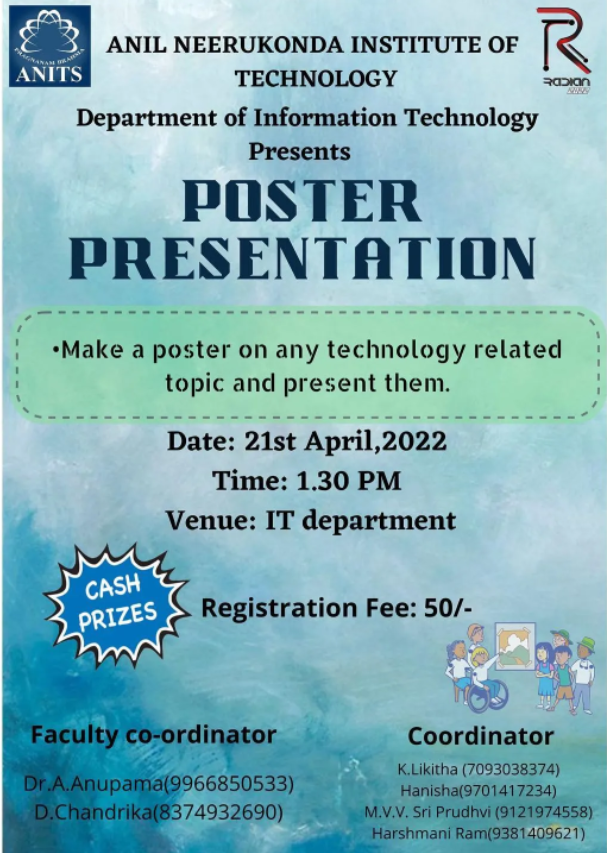 PRAGNANAM BRAHMA
ANITS
RADIAN
2022
ANIL NEERUKONDA INSTITUTE OF
TECHNOLOGY
Department of Information Technology
Presents
POSTER
PRESENTATION
•Make a poster on any technology related
topic and present them.
Date: 21st April,2022
Time: 1.30 PM
Venue: IT department
CASH
PRIZES
Registration Fee: 50/-
Faculty co-ordinator
Dr.A.Anupama(9966850533)
D.Chandrika(8374932690)
Coordinator
K.Likitha (7093038374)
Hanisha(9701417234)
M.V.V. Sri Prudhvi (9121974558)
Harshmani Ram(9381409621)